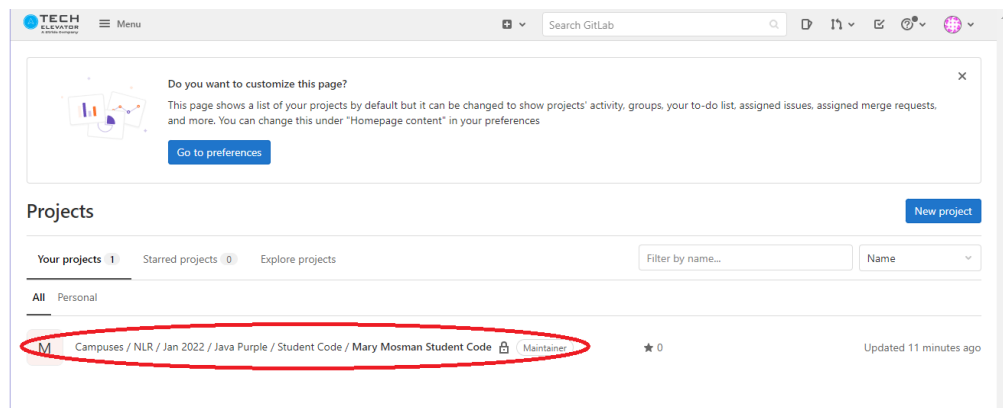 TECH
ELEVATOR
Menu
Search GitLab
Do you want to customize this page?
This page shows a list of your projects by default but it can be changed to show projects' activity, groups, your to-do list, assigned issues, assigned merge requests,
and more. You can change this under "Homepage content" in your preferences
Go to preferences
Projects
New project
Your projects 1 Starred projects 0 Explore projects
Filter by name...
Name
All Personal
M Campuses / NLR / Jan 2022 / Java Purple / Student Code / Mary Mosman Student Code Maintainer 0 Updated 11 minutes ago